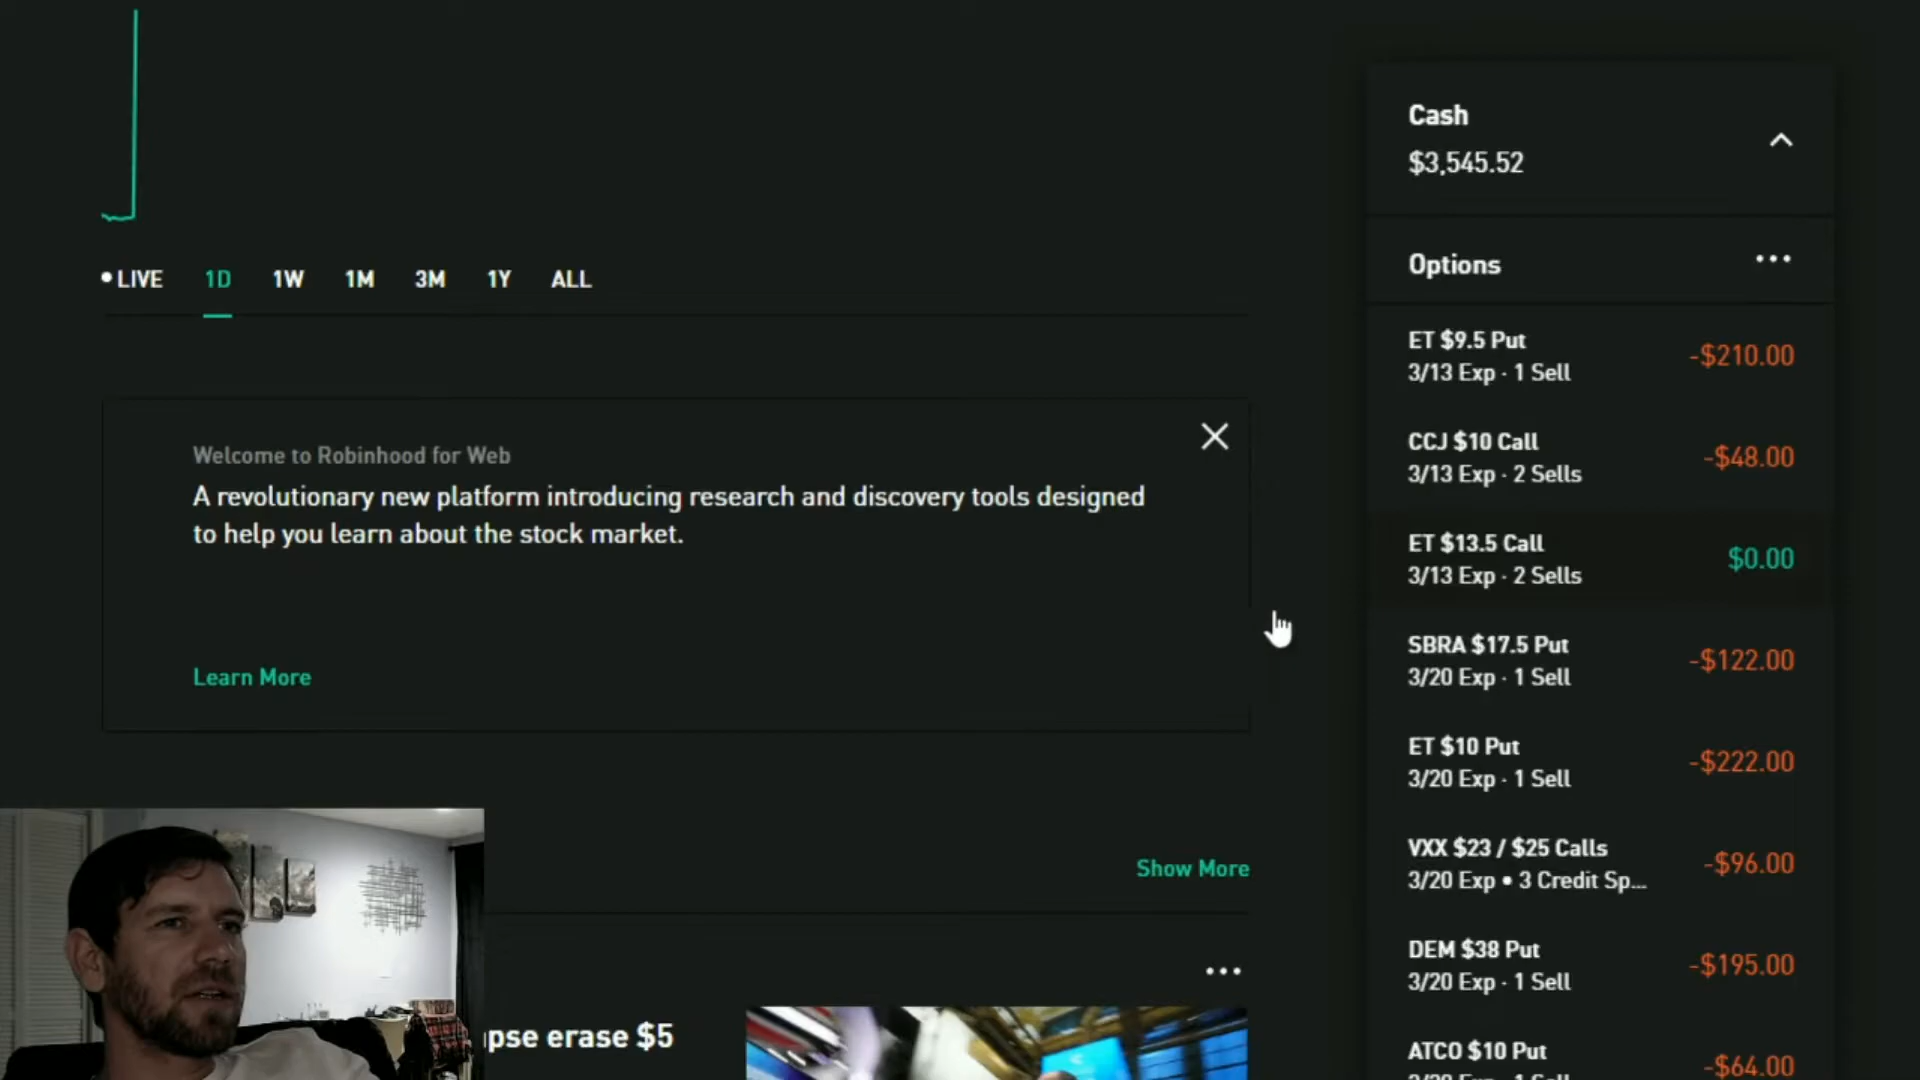 LIVE 1D 1W 1M 3M 1Y ALL
Welcome to Robinhood for Web
A revolutionary new platform introducing research and discovery tools designed
to help you learn about the stock market.
Learn More
Show More
erase $5
Cash
$3,545.52
Options
ET $9.5 Put
3/13 Exp · 1 Sell
-$210.00
CCJ $10 Call
3/13 Exp · 2 Sells
-$48.00
ET $13.5 Call
3/13 Exp · 2 Sells
$0.00
SBRA $17.5 Put
3/20 Exp · 1 Sell
-$122.00
ET $10 Put
3/20 Exp · 1 Sell
-$222.00
VXX $23 / $25 Calls
3/20 Exp • 3 Credit Sp...
-$96.00
DEM $38 Put
3/20 Exp · 1 Sell
-$195.00
ATCO $10 Put
-$64.00